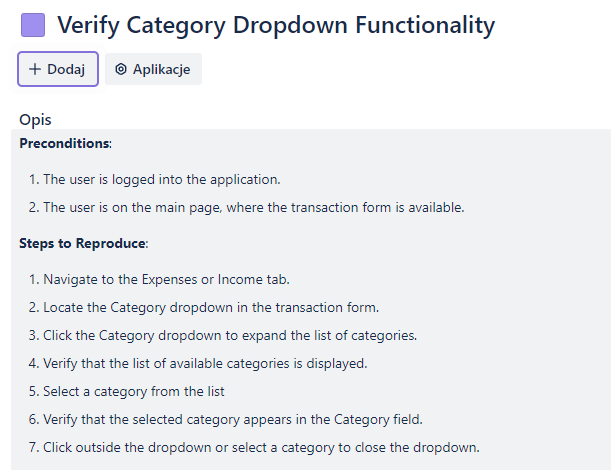 Verify Category Dropdown Functionality
+ Dodaj Aplikacje
Opis
Preconditions:
1. The user is logged into the application.
2. The user is on the main page, where the transaction form is available.
Steps to Reproduce:
1. Navigate to the Expenses or Income tab.
2. Locate the Category dropdown in the transaction form.
3. Click the Category dropdown to expand the list of categories.
4. Verify that the list of available categories is displayed.
5. Select a category from the list
6. Verify that the selected category appears in the Category field.
7. Click outside the dropdown or select a category to close the dropdown.